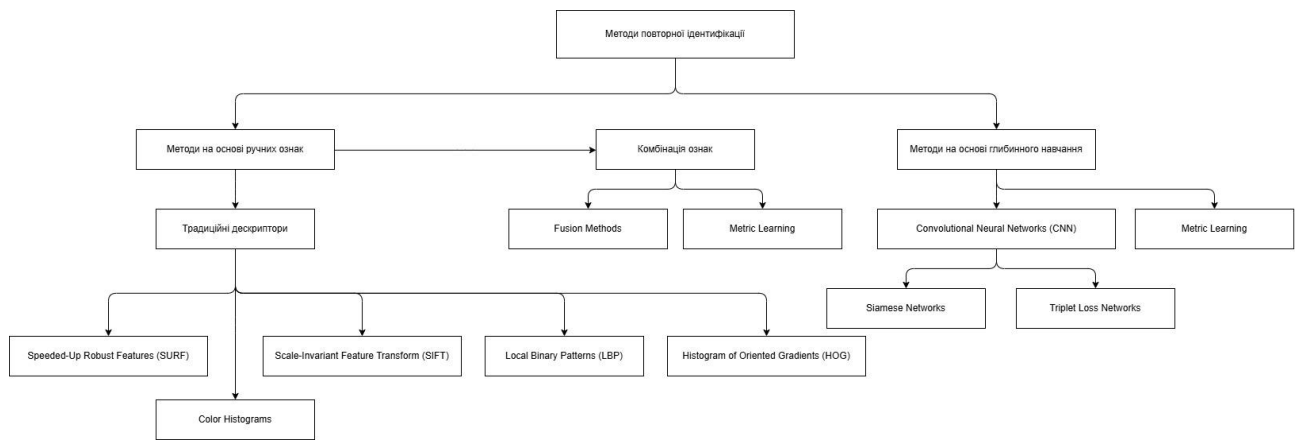 Методи повторної ідентифікації
Методи на основі ручних ознак
Комбінація ознак
Методи на основі глибинного навчання
Традиційні дескриптори
Fusion Methods
Metric Learning
Convolutional Neural Networks (CNN)
Metric Learning
Siamese Networks
Triplet Loss Networks
Speeded-Up Robust Features (SURF)
Scale-Invariant Feature Transform (SIFT)
Local Binary Patterns (LBP)
Histogram of Oriented Gradients (HOG)
Color Histograms